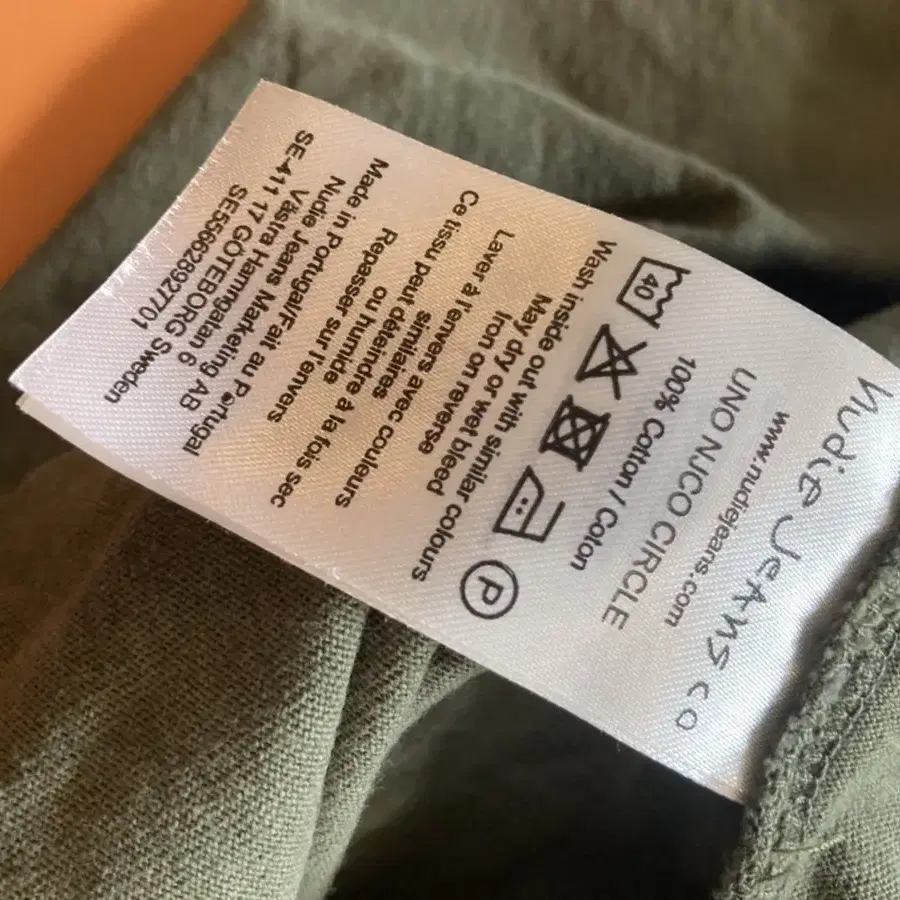 Nudie Jeans co
www.nudiejeans.com
UNO NJCO CIRCLE
100% Cotton / Coton
40
P
Wash inside out with similar colours
May dry or wet bleed
Iron on reverse
Laver à l'envers avec couleurs
similaires
Ce tissu peut déteindre à la fois sec
ou humide
Repasser sur l'envers
Made in Portugal/Fait au Portugal
Nudie Jeans Marketing AB
Västra Hamngatan 6
SE-411 17 GÖTEBORG Sweden
SE556628927701